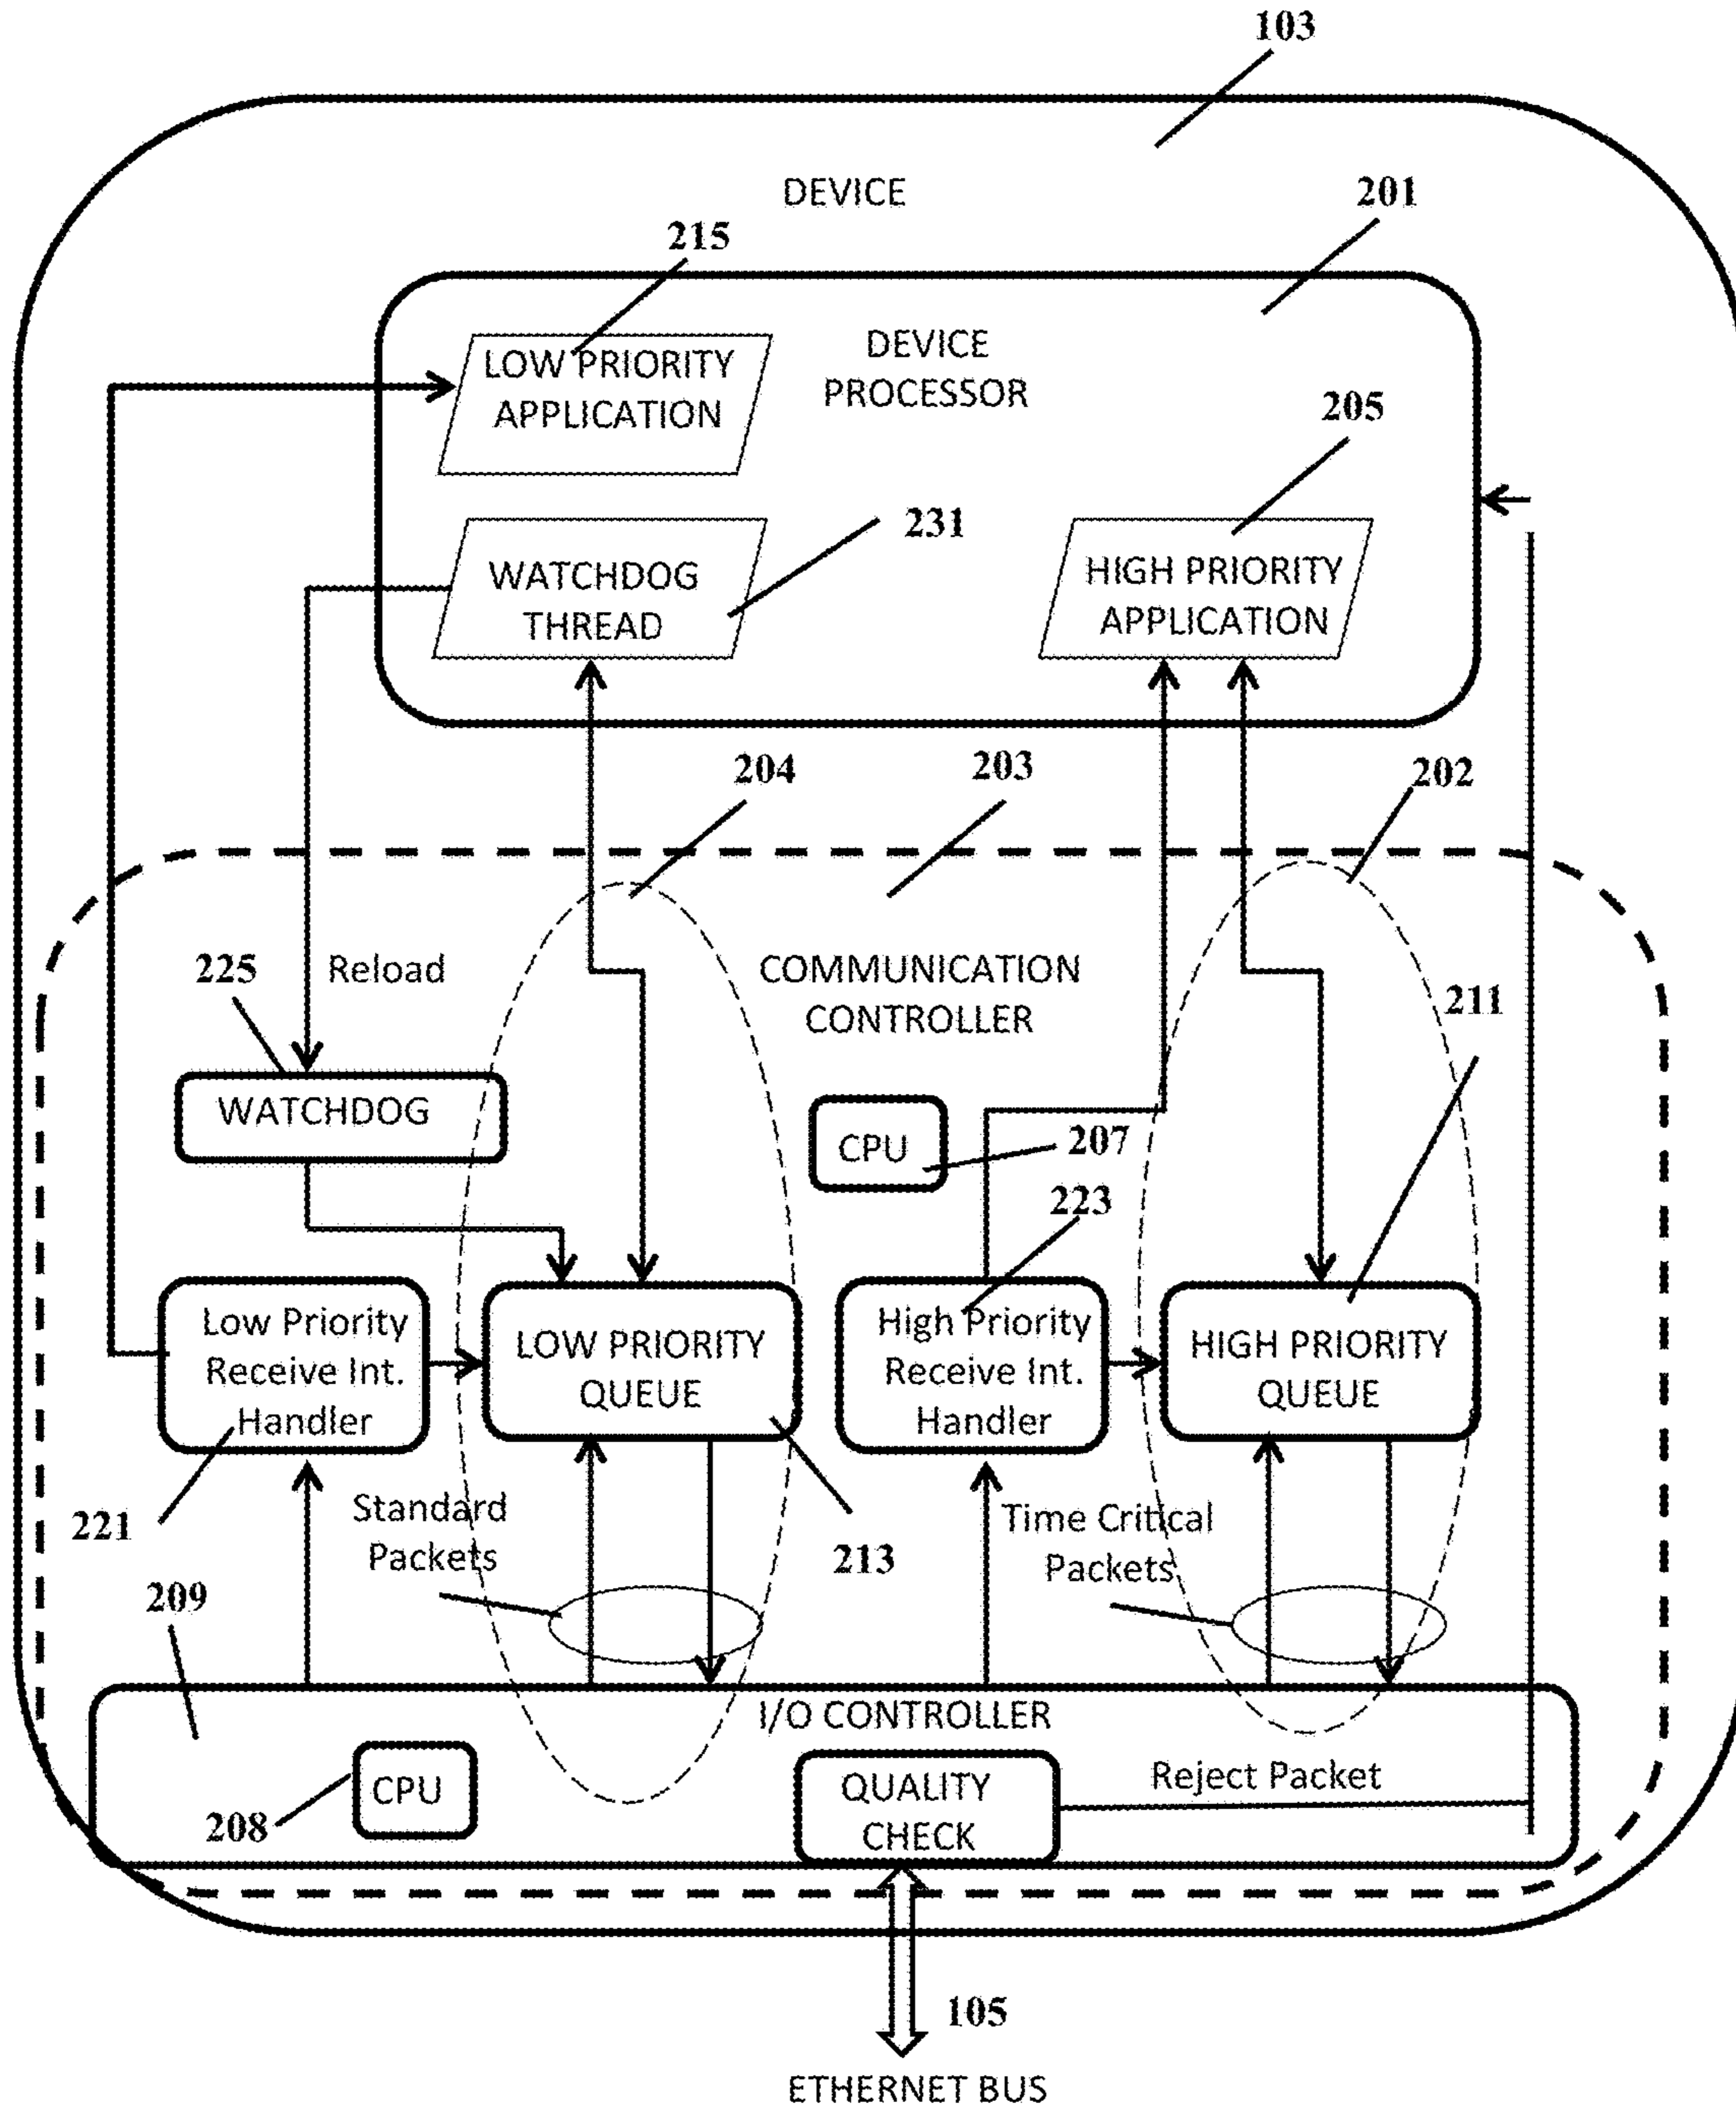 103
DEVICE
201
215
DEVICE
PROCESSOR
LOW PRIORITY
APPLICATION
205
231
WATCHDOG
THREAD
HIGH PRIORITY
APPLICATION
204
203
202
225
Reload
COMMUNICATION
CONTROLLER
211
WATCHDOG
CPU
207
223
Low Priority
Receive Int.
Handler
LOW PRIORITY
QUEUE
High Priority
Receive Int.
Handler
HIGH PRIORITY
QUEUE
221
Standard
Packets
213
Time Critical
Packets
209
I/O CONTROLLER
CPU
208
QUALITY
CHECK
Reject Packet
105
ETHERNET BUS